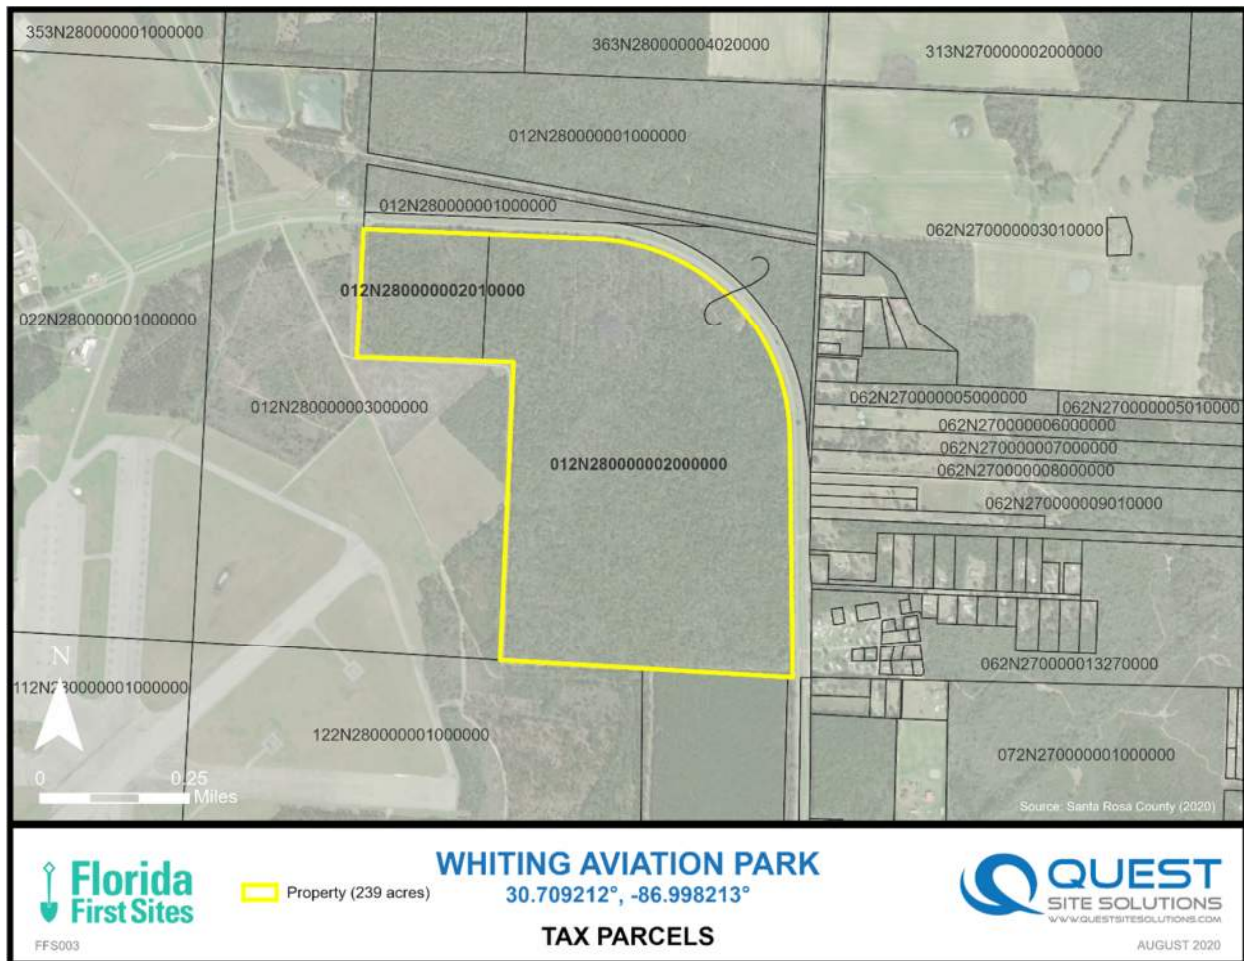 353N280000001000000
363N280000004020000
313N270000002000000
012N280000001000000
012N280000001000000
062N270000003010000
012N280000002010000
022N280000001000000
062N270000005000000
062N270000005010000
012N280000003000000
062N270000006000000
062N270000007000000
012N280000002000000
062N270000008000000
062N270000009010000
N
062N270000013270000
112N280000001000000
122N280000001000000
072N270000001000000
0 0.25
Miles
Source: Santa Rosa County (2020)
Florida
First Sites
FFS003
Property (239 acres)
WHITING AVIATION PARK
30.709212°, -86.998213°
TAX PARCELS
QUEST
SITE SOLUTIONS
WWW.QUESTSITESOLUTIONS.COM
AUGUST 2020